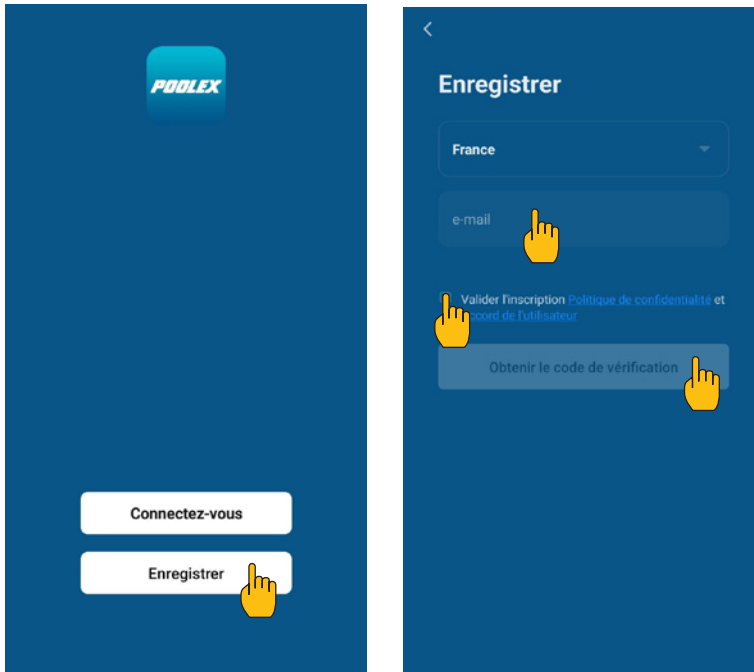 POOLEX
Connectez-vous
Enregistrer
Enregistrer
France
e-mail
Valider l'inscription Politique de confidentialité et
de l'utilisateur
Obtenir le code de vérification